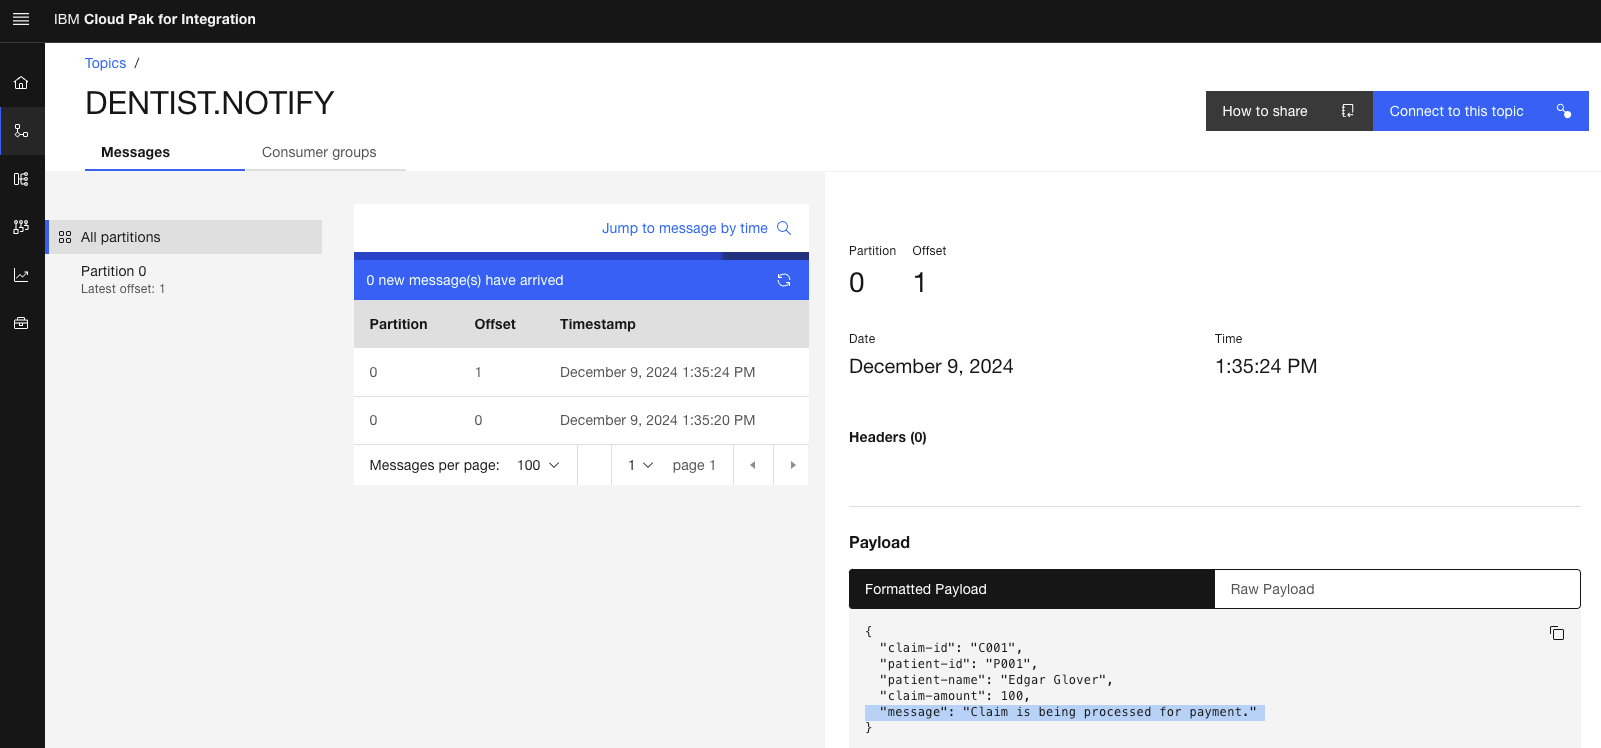 IBM Cloud Pak for Integration
Topics /
DENTIST.NOTIFY
How to share
Connect to this topic
Messages
Consumer groups
All partitions
Partition 0
Latest offset: 1
Jump to message by time
0 new message(s) have arrived
Partition Offset Timestamp
0 1 December 9, 2024 1:35:24 PM
0 0 December 9, 2024 1:35:20 PM
Messages per page: 100 1 page 1
Partition Offset
0 1
Date Time
December 9, 2024 1:35:24 PM
Headers (0)
Payload
Formatted Payload Raw Payload
{
"claim-id": "C001",
"patient-id": "P001",
"patient-name": "Edgar Glover",
"claim-amount": 100,
"message": "Claim is being processed for payment."
}